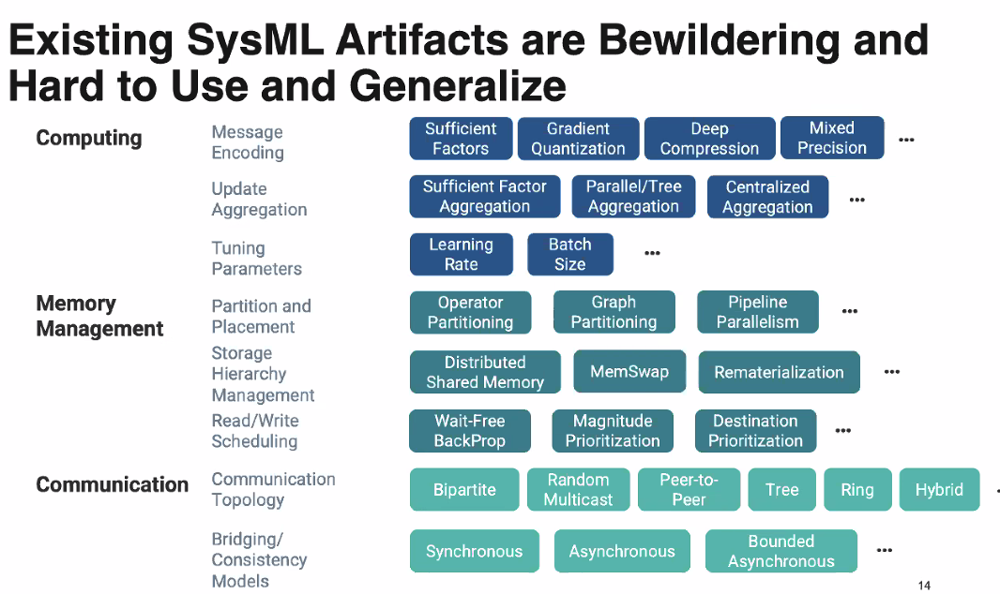 Existing SysML Artifacts are Bewildering and
Hard to Use and Generalize
Computing
Message
Encoding
Sufficient
Factors
Gradient
Quantization
Deep
Compression
Mixed
Precision
...
Update
Aggregation
Sufficient Factor
Aggregation
Parallel/Tree
Aggregation
Centralized
Aggregation
...
Tuning
Parameters
Learning
Rate
Batch
Size
...
Memory
Management
Partition and
Placement
Operator
Partitioning
Graph
Partitioning
Pipeline
Parallelism
...
Storage
Hierarchy
Management
Distributed
Shared Memory
MemSwap
Rematerialization
...
Read/Write
Scheduling
Wait-Free
BackProp
Magnitude
Prioritization
Destination
Prioritization
...
Communication
Communication
Topology
Bipartite
Random
Multicast
Peer-to-
Peer
Tree
Ring
Hybrid
Bridging/
Consistency
Models
Synchronous
Asynchronous
Bounded
Asynchronous
...
14